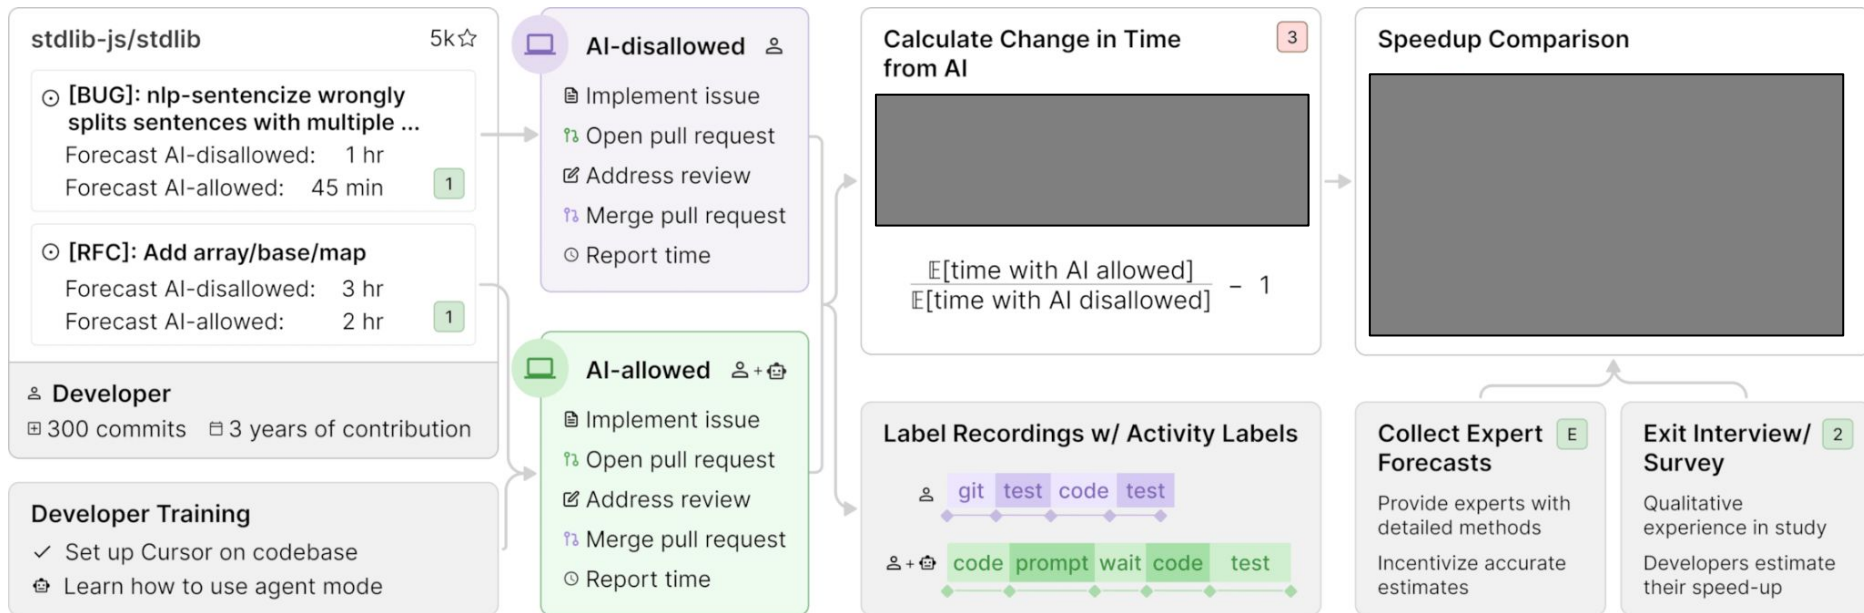 stdlib-js/stdlib 5k☆
[BUG]: nlp-sentencize wrongly
splits sentences with multiple ...
Forecast AI-disallowed: 1 hr
Forecast AI-allowed: 45 min
1
[RFC]: Add array/base/map
Forecast AI-disallowed: 3 hr
Forecast AI-allowed: 2 hr
1
Developer
300 commits 3 years of contribution
Developer Training
Set up Cursor on codebase
Learn how to use agent mode
AI-disallowed
Implement issue
Open pull request
Address review
Merge pull request
Report time
AI-allowed +
Implement issue
Open pull request
Address review
Merge pull request
Report time
Calculate Change in Time 3
from AI
𝔼[time with AI allowed]
𝔼[time with AI disallowed] – 1
Label Recordings w/ Activity Labels
git test code test
+ code prompt wait code test
Speedup Comparison
Collect Expert E
Forecasts
Provide experts with
detailed methods
Incentivize accurate
estimates
Exit Interview/ 2
Survey
Qualitative
experience in study
Developers estimate
their speed-up